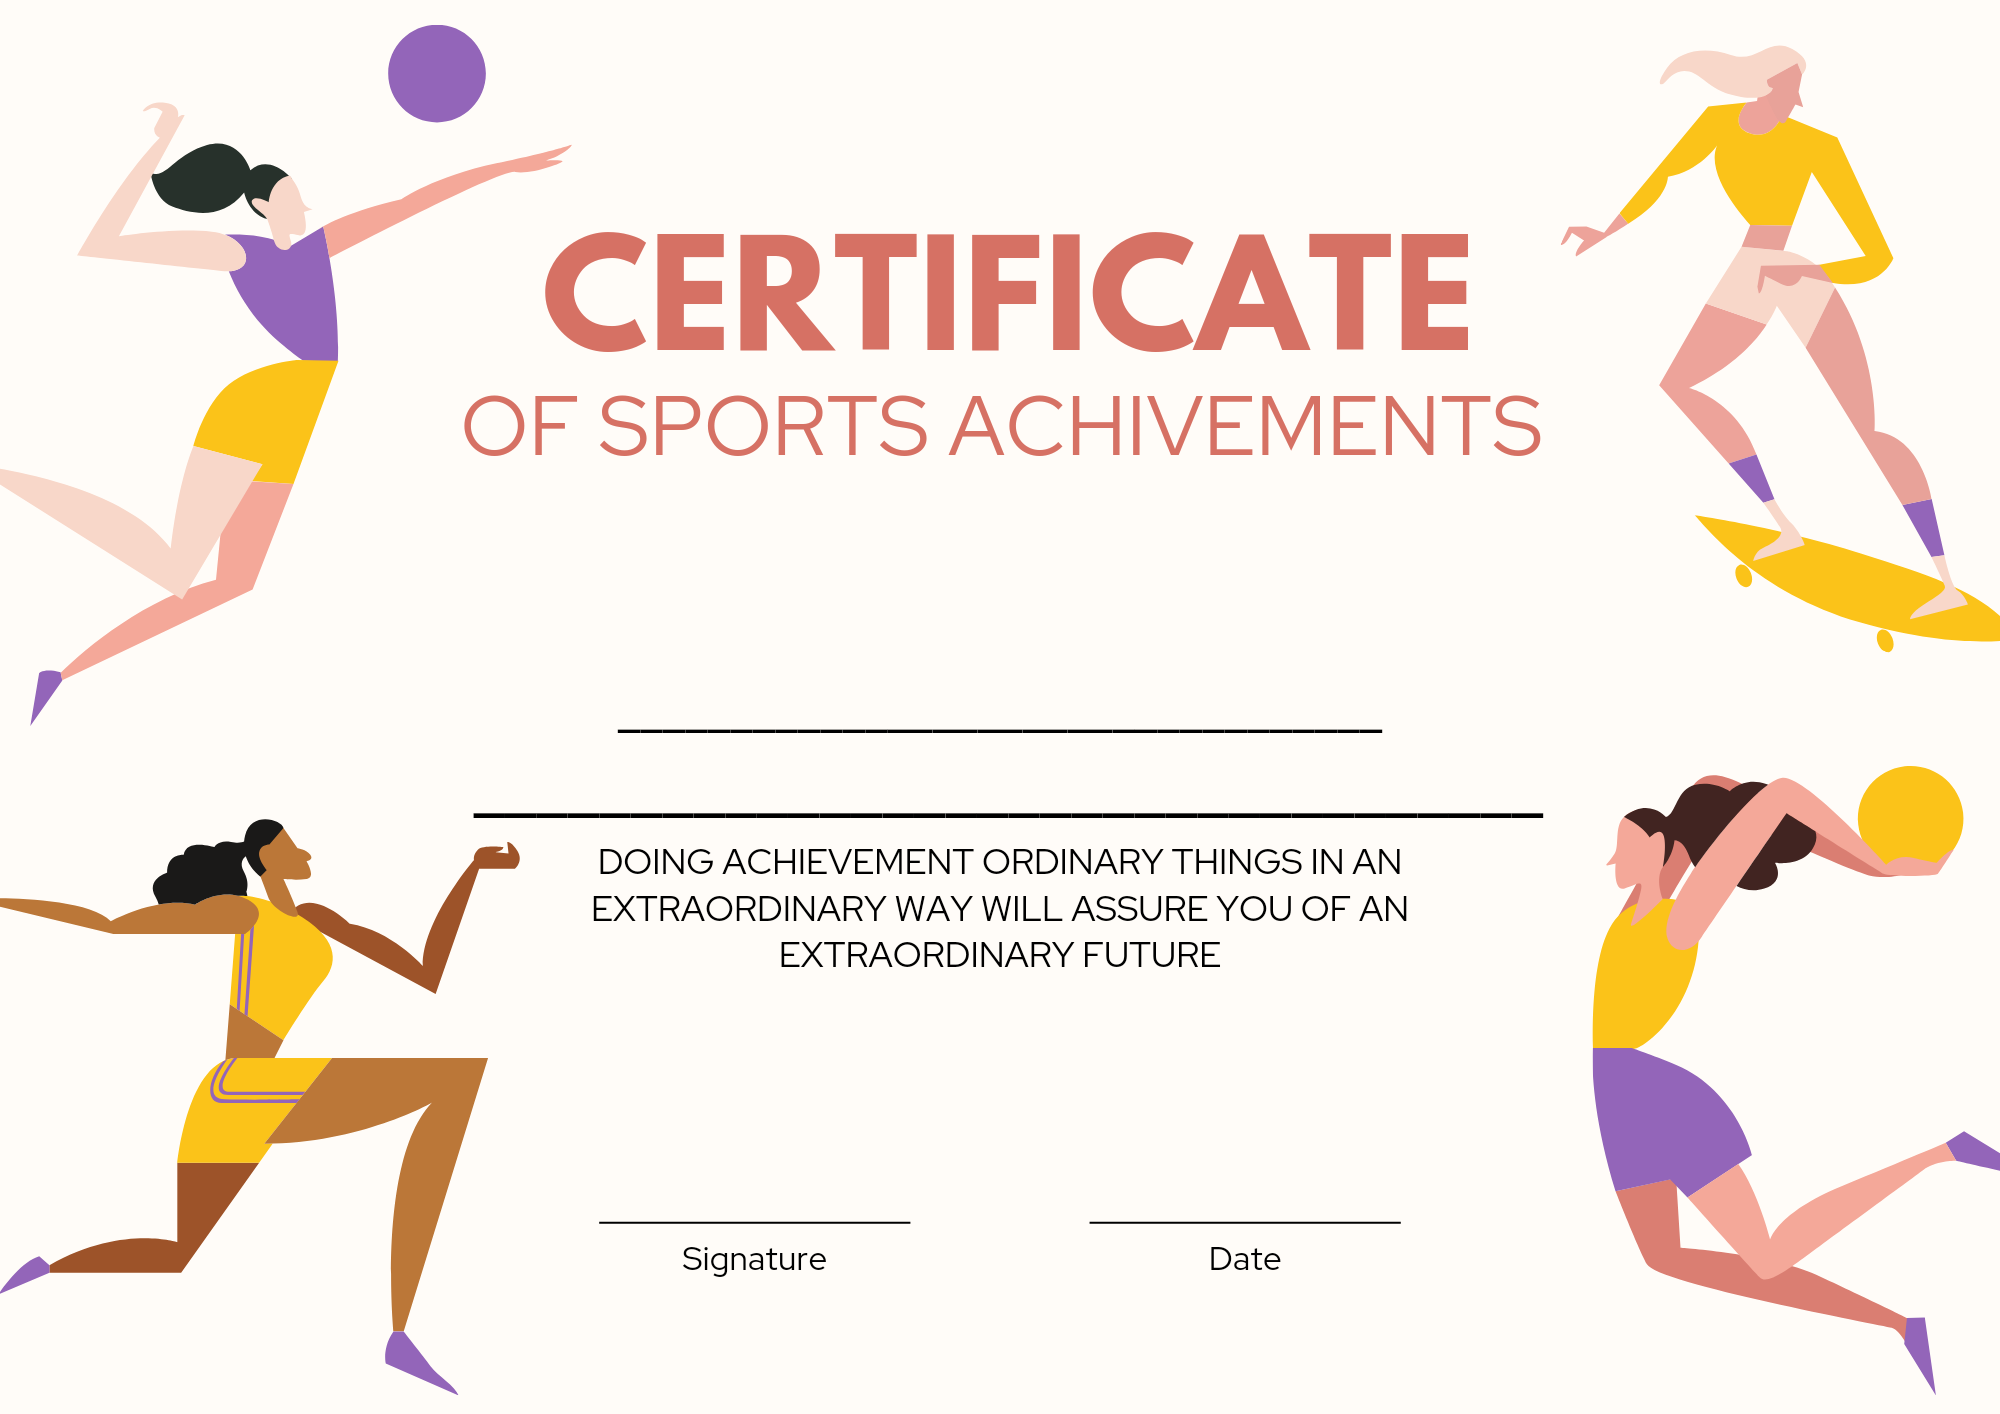 CERTIFICATE
OF SPORTS ACHIVEMENTS
DOING ACHIEVEMENT ORDINARY THINGS IN AN
EXTRAORDINARY WAY WILL ASSURE YOU OF AN
EXTRAORDINARY FUTURE
Signature
Date